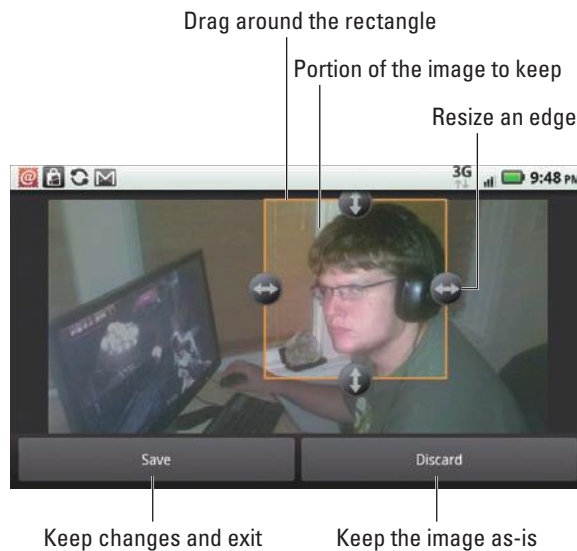 Drag around the rectangle
Portion of the image to keep
Resize an edge
3G 9:48 PM
Save Discard
Keep changes and exit Keep the image as-is